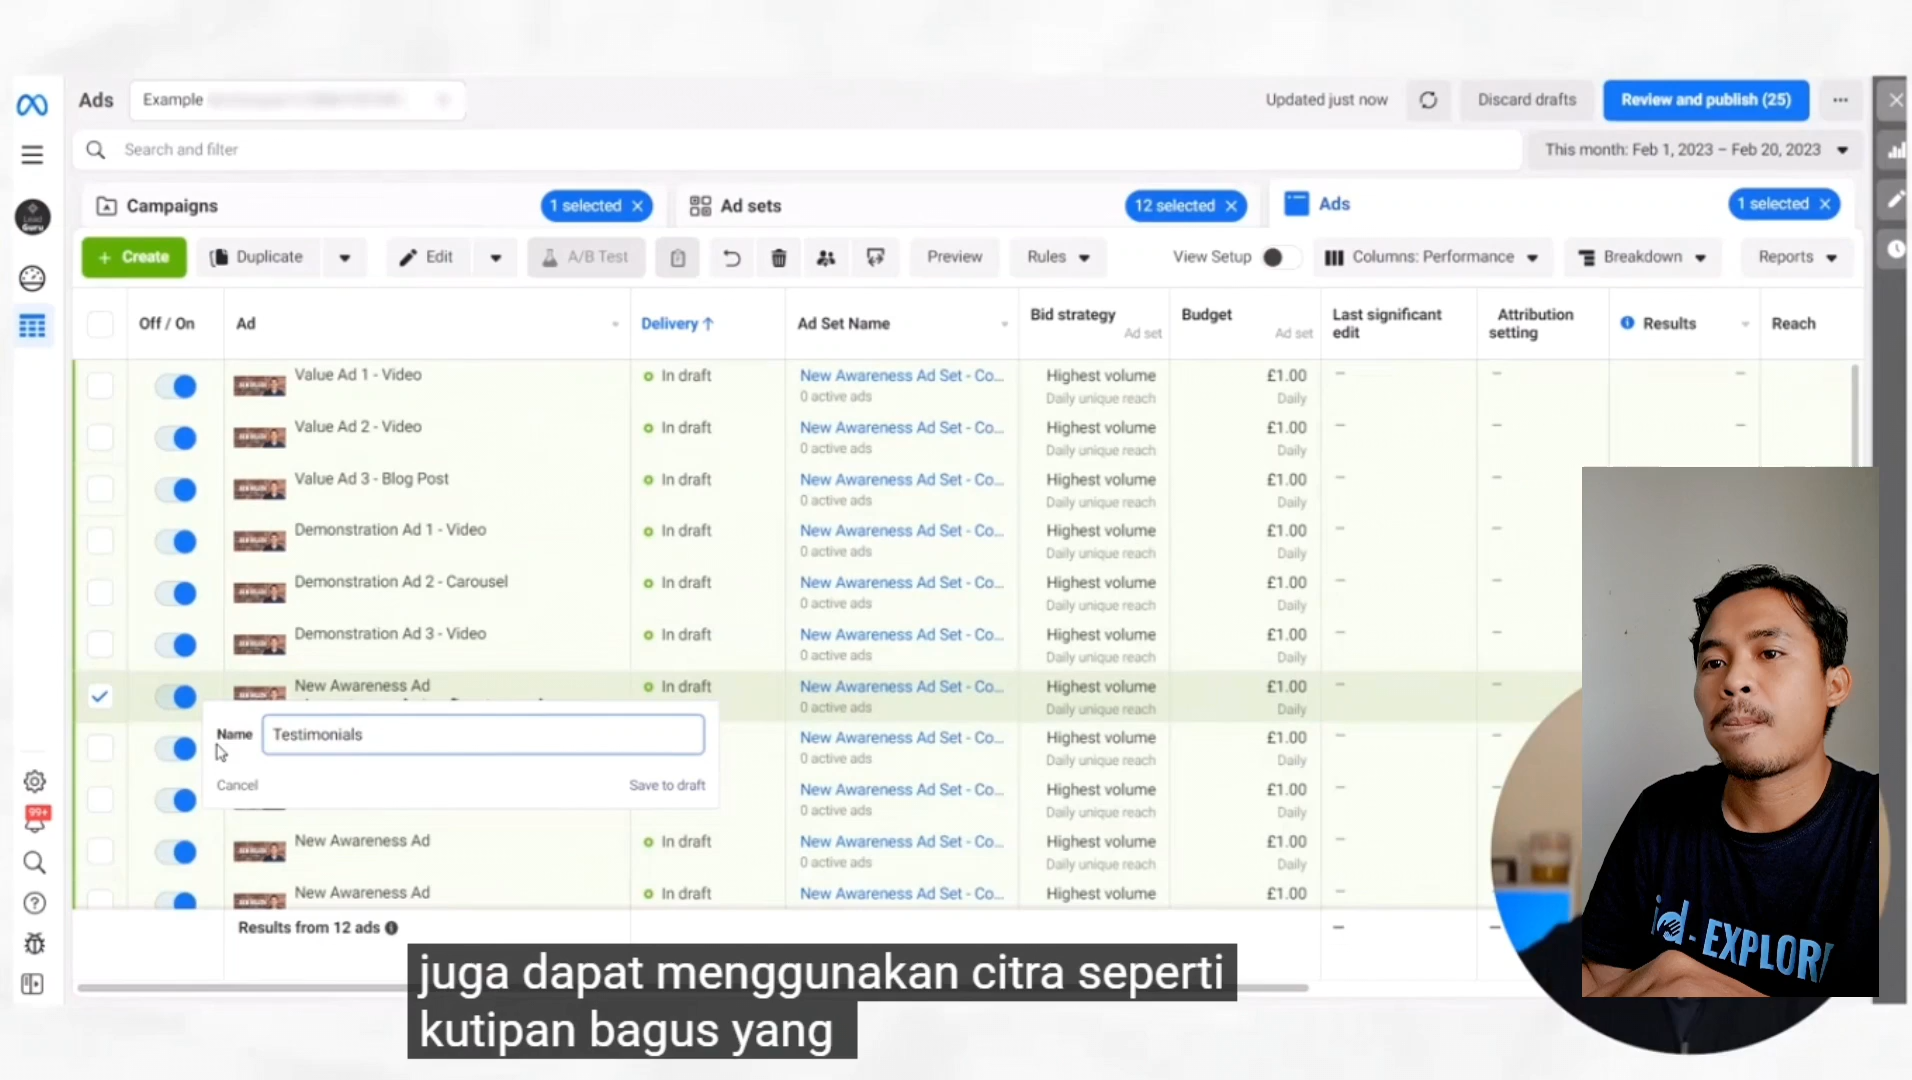 Ads
Example
Updated just now
Discard drafts
Review and publish (25)
Search and filter
This month: Feb 1, 2023 – Feb 20, 2023
Lead
Guru
Campaigns
1 selected ×
Ad sets
12 selected ×
Ads
1 selected ×
+ Create
Duplicate
Edit
A/B Test
Preview
Rules
View Setup
Columns: Performance
Breakdown
Reports
Off / On
Ad
Delivery ↑
Ad Set Name
Bid strategy
Ad set
Budget
Ad set
Last significant
edit
Attribution
setting
Results
Reach
Value Ad 1 - Video
In draft
New Awareness Ad Set - Co...
0 active ads
Highest volume
Daily unique reach
£1.00
Daily
Value Ad 2 - Video
In draft
New Awareness Ad Set - Co...
0 active ads
Highest volume
Daily unique reach
£1.00
Daily
Value Ad 3 - Blog Post
In draft
New Awareness Ad Set - Co...
0 active ads
Highest volume
Daily unique reach
£1.00
Daily
Demonstration Ad 1 - Video
In draft
New Awareness Ad Set - Co...
0 active ads
Highest volume
Daily unique reach
£1.00
Daily
Demonstration Ad 2 - Carousel
In draft
New Awareness Ad Set - Co...
0 active ads
Highest volume
Daily unique reach
£1.00
Daily
Demonstration Ad 3 - Video
In draft
New Awareness Ad Set - Co...
0 active ads
Highest volume
Daily unique reach
£1.00
Daily
New Awareness Ad
In draft
New Awareness Ad Set - Co...
0 active ads
Highest volume
Daily unique reach
£1.00
Daily
Name
Testimonials
Cancel
Save to draft
New Awareness Ad Set - Co...
0 active ads
Highest volume
Daily unique reach
£1.00
Daily
New Awareness Ad Set - Co...
0 active ads
Highest volume
Daily unique reach
£1.00
Daily
New Awareness Ad
In draft
New Awareness Ad Set - Co...
0 active ads
Highest volume
Daily unique reach
£1.00
Daily
New Awareness Ad
In draft
New Awareness Ad Set - Co...
Highest volume
£1.00
99+
Results from 12 ads
id-EXPLOR
juga dapat menggunakan citra seperti
kutipan bagus yang